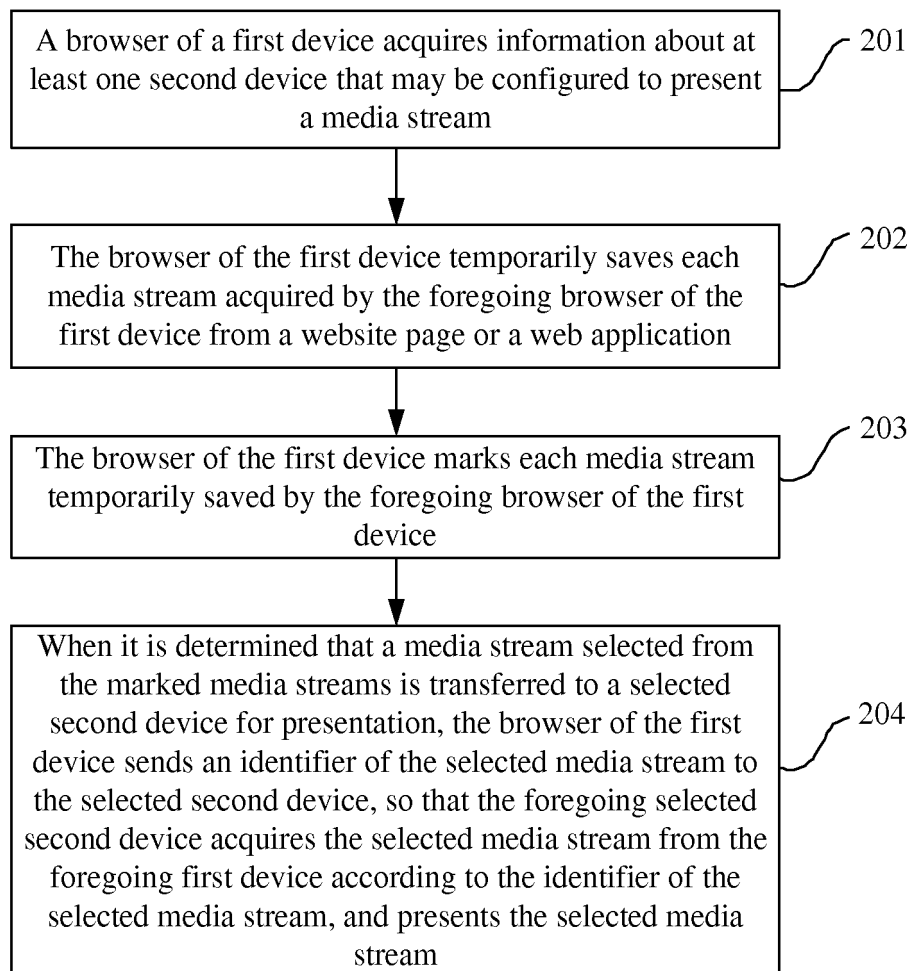 A browser of a first device acquires information about at
least one second device that may be configured to present
a media stream
201
The browser of the first device temporarily saves each
media stream acquired by the foregoing browser of the
first device from a website page or a web application
202
The browser of the first device marks each media stream
temporarily saved by the foregoing browser of the first
device
203
When it is determined that a media stream selected from
the marked media streams is transferred to a selected
second device for presentation, the browser of the first
device sends an identifier of the selected media stream to
the selected second device, so that the foregoing selected
second device acquires the selected media stream from the
foregoing first device according to the identifier of the
selected media stream, and presents the selected media
stream
204